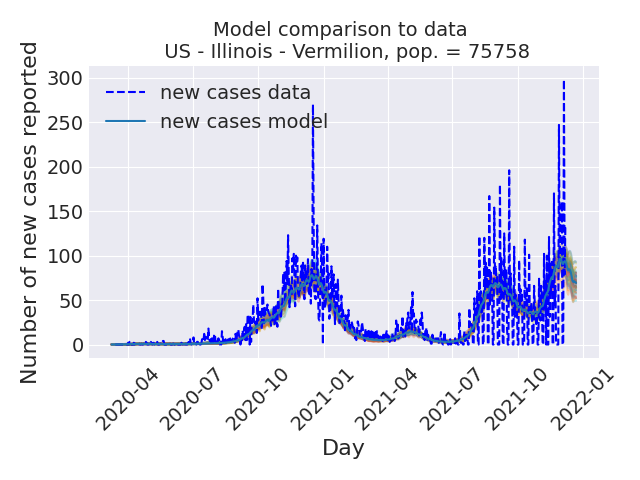 Model comparison to data
US - Illinois - Vermilion, pop. = 75758
Number of new cases reported
300
250
200
150
100
50
0
new cases data
new cases model
2020-04
2020-07
2020-10
2021-01
2021-04
2021-07
2021-10
2022-01
Day